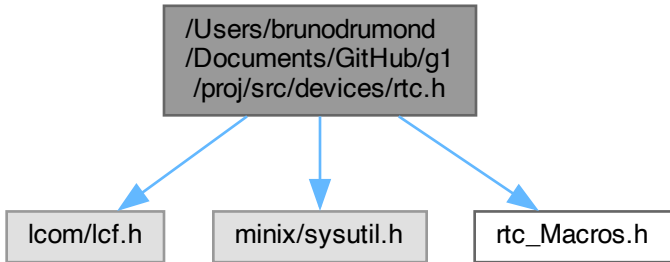 /Users/brunodrumond
/Documents/GitHub/g1
/proj/src/devices/rtc.h
lcom/lcf.h
minix/sysutil.h
rtc_Macros.h